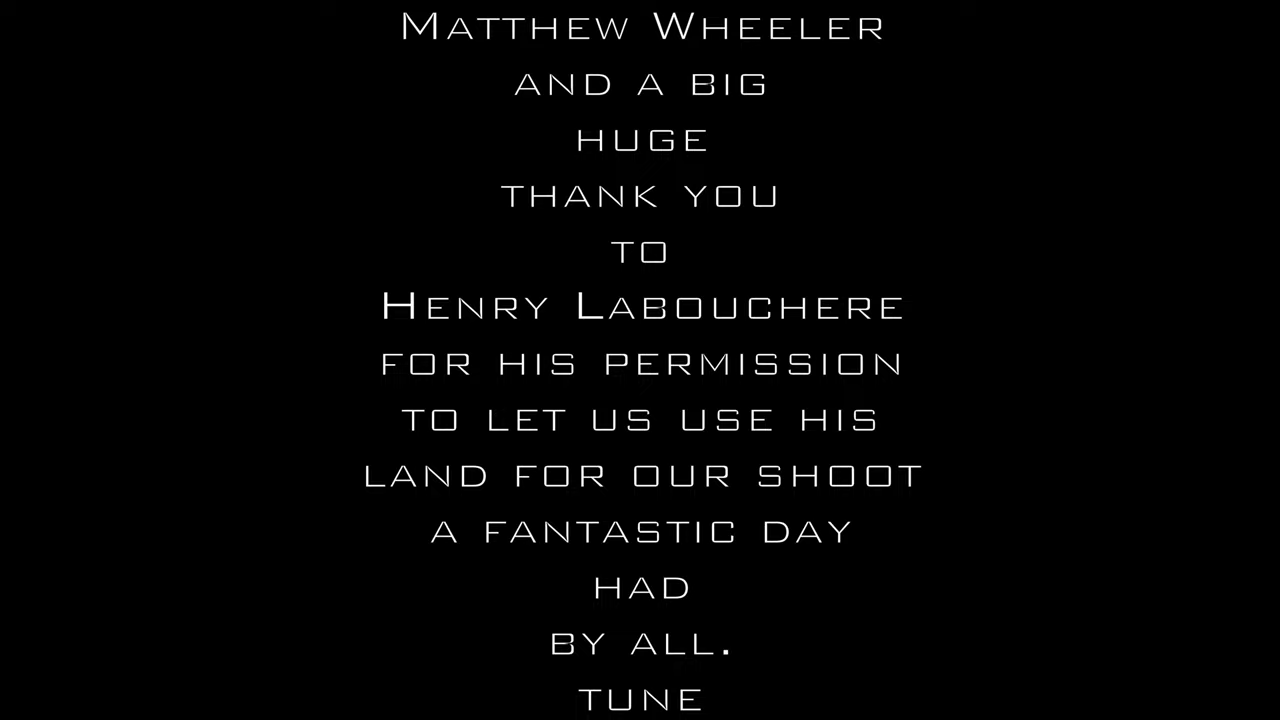 Matthew Wheeler
and a big
huge
thank you
to
Henry Labouchere
for his permission
to let us use his
land for our shoot
a fantastic day
had
by all.
tune